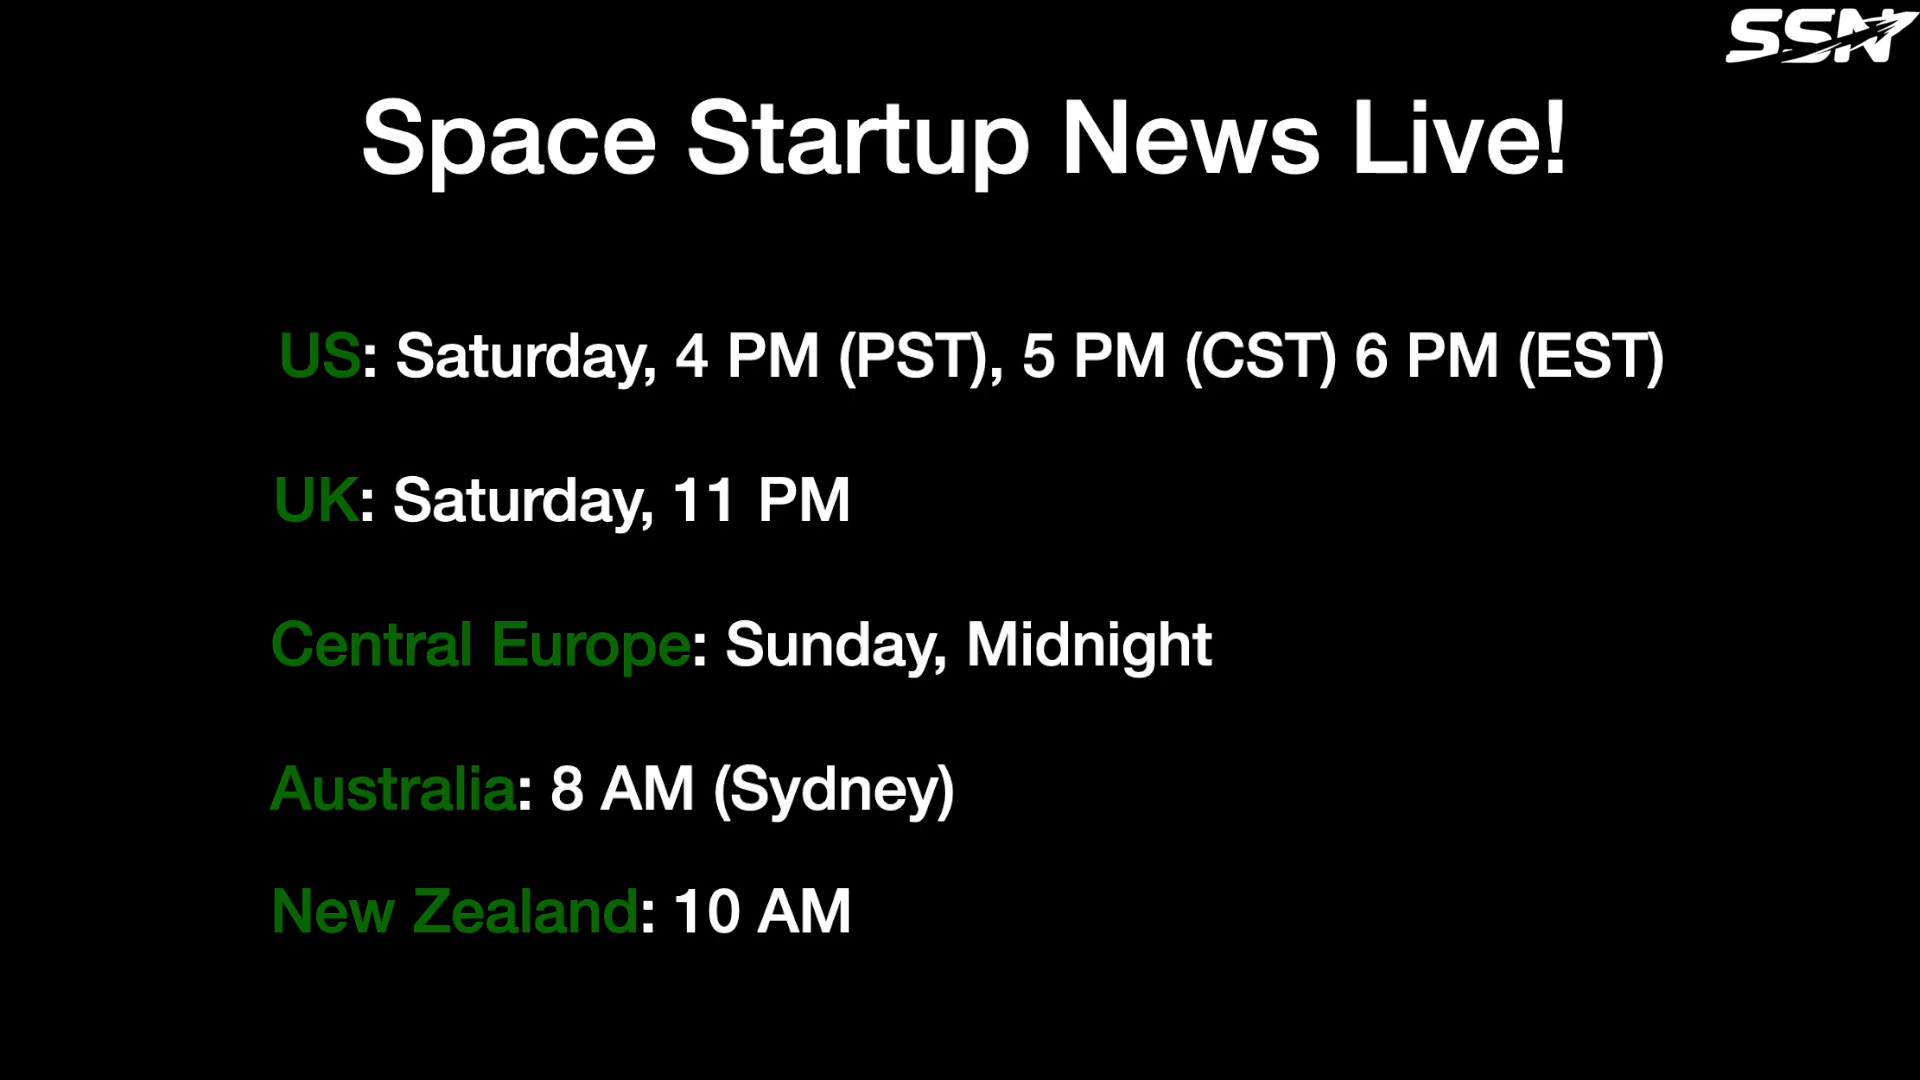 SSN
Space Startup News Live!
US: Saturday, 4 PM (PST), 5 PM (CST) 6 PM (EST)
UK: Saturday, 11 PM
Central Europe: Sunday, Midnight
Australia: 8 AM (Sydney)
New Zealand: 10 AM